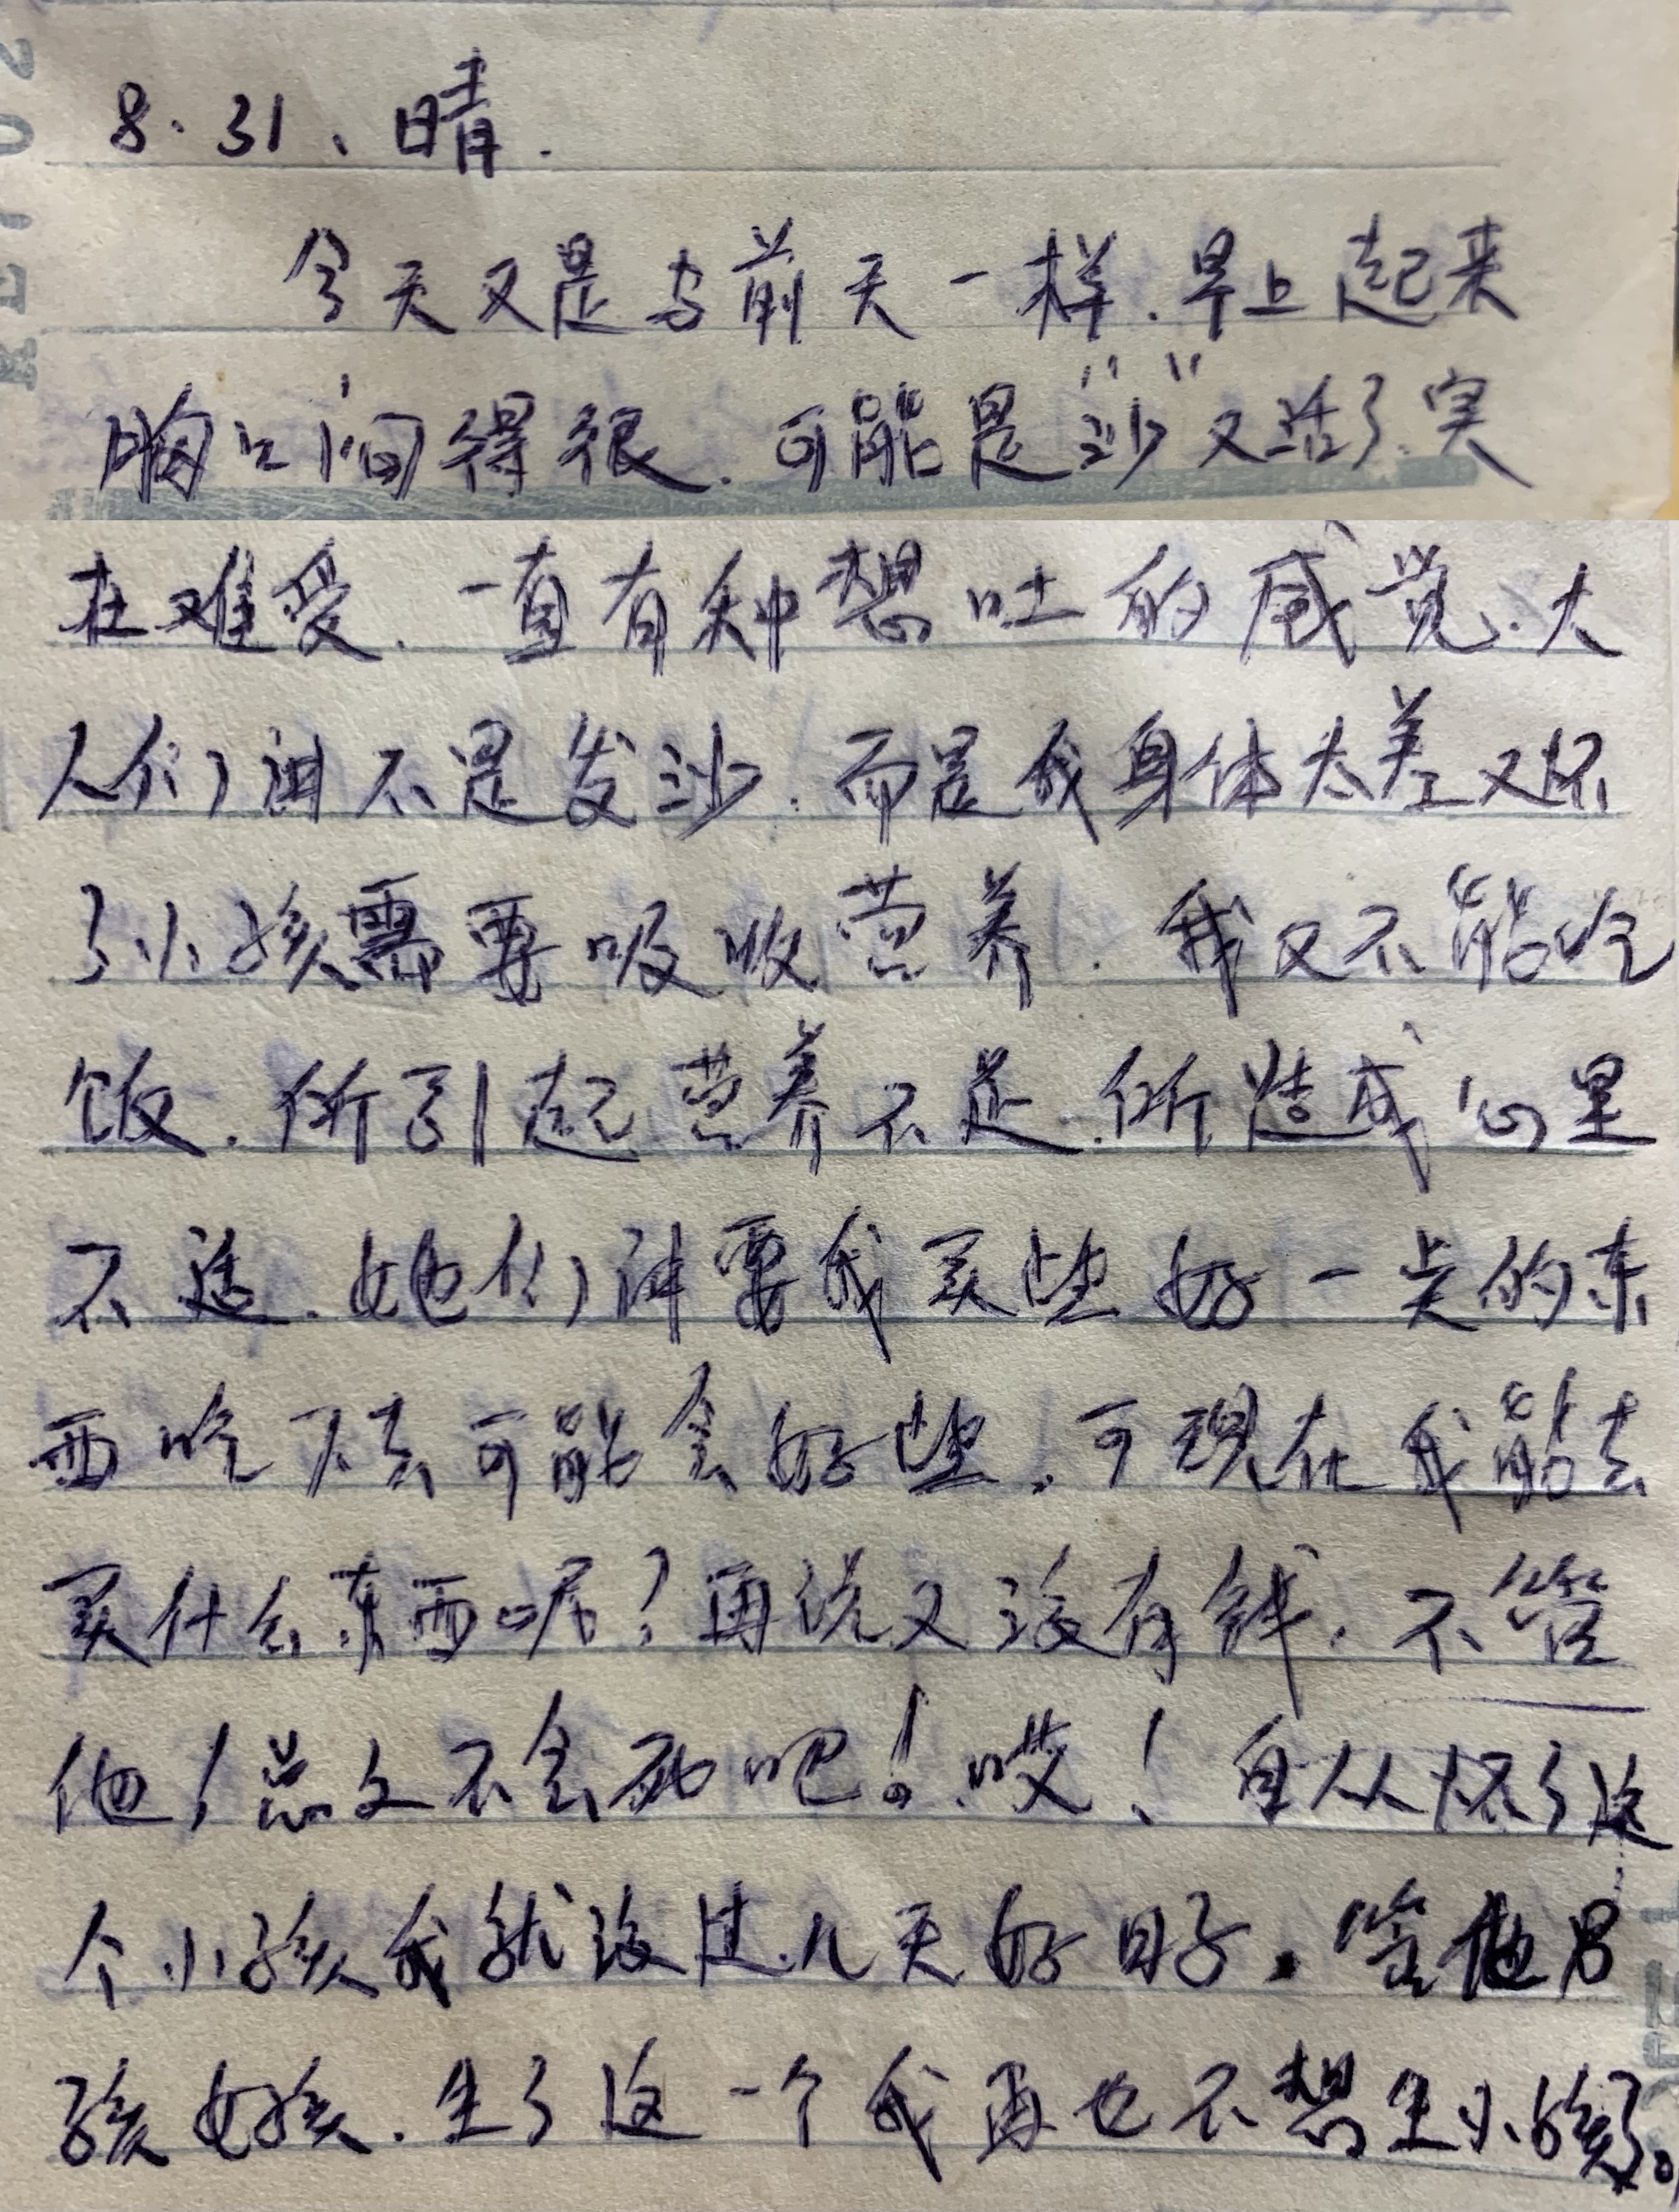 8.31、晴.
今天又是与前天一样.早上起来
胸口间得很.可能是“沙”又活了.实
在难受.一直有种想吐的感觉.大
人们讲不是发沙.而是我身体太差又怀
了小孩需要吸收营养.我又不能吃
饭.所引起营养不足.所造成心里
不适.她们讲要我买些好一点的东
西吃下去可能会好些.可现在我能去
买什么东西呢?再说又没有钱.不管
他!总文不会死吧!哎!自从怀了这
个小孩我就没过几天好日子.管他男
孩女孩.生了这一个我再也不想生小孩了。